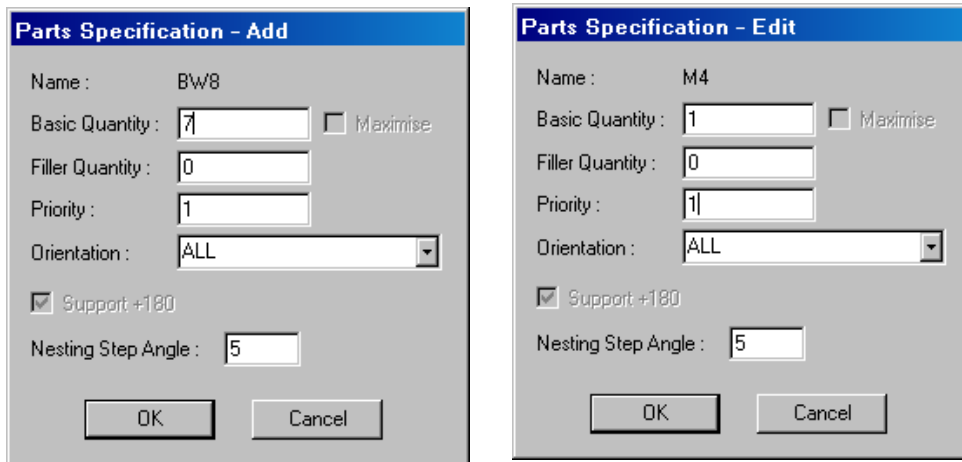 Parts Specification - Add
Name : BW8
Basic Quantity : 7 Maximise
Filler Quantity : 0
Priority : 1
Orientation : ALL
Support +180
Nesting Step Angle : 5
OK Cancel
Parts Specification - Edit
Name : M4
Basic Quantity : 1 Maximise
Filler Quantity : 0
Priority : 1
Orientation : ALL
Support +180
Nesting Step Angle : 5
OK Cancel